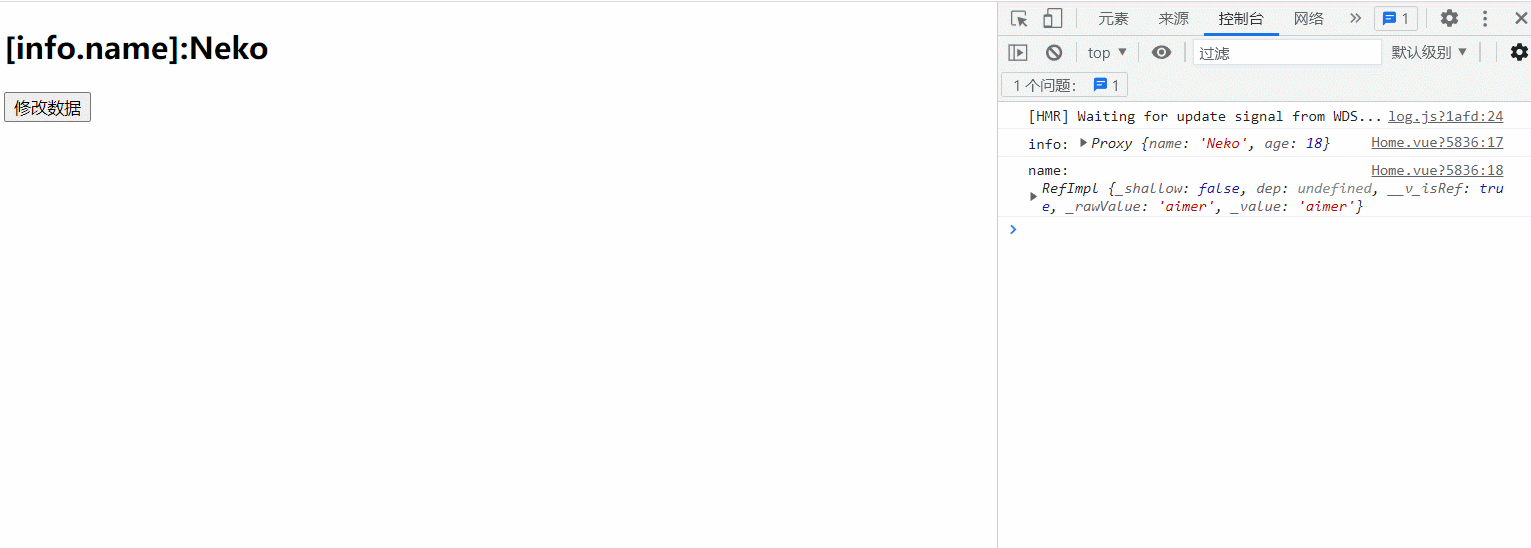 [info.name]:Neko
修改数据
元素 来源 控制台 网络 1
top 过滤 默认级别
1 个问题: 1
[HMR] Waiting for update signal from WDS... log.js?1afd:24
info: Proxy {name: 'Neko', age: 18} Home.vue?5836:17
name: Home.vue?5836:18
RefImpl {_shallow: false, dep: undefined, __v_isRef: tru
e, _rawValue: 'aimer', _value: 'aimer'}